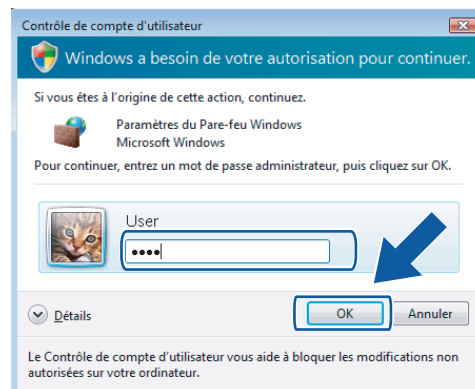 Contrôle de compte d'utilisateur
Windows a besoin de votre autorisation pour continuer.
Si vous êtes à l'origine de cette action, continuez.
Paramètres du Pare-feu Windows
Microsoft Windows
Pour continuer, entrez un mot de passe administrateur, puis cliquez sur OK.
User
••••
Détails
OK
Annuler
Le Contrôle de compte d'utilisateur vous aide à bloquer les modifications non
autorisées sur votre ordinateur.